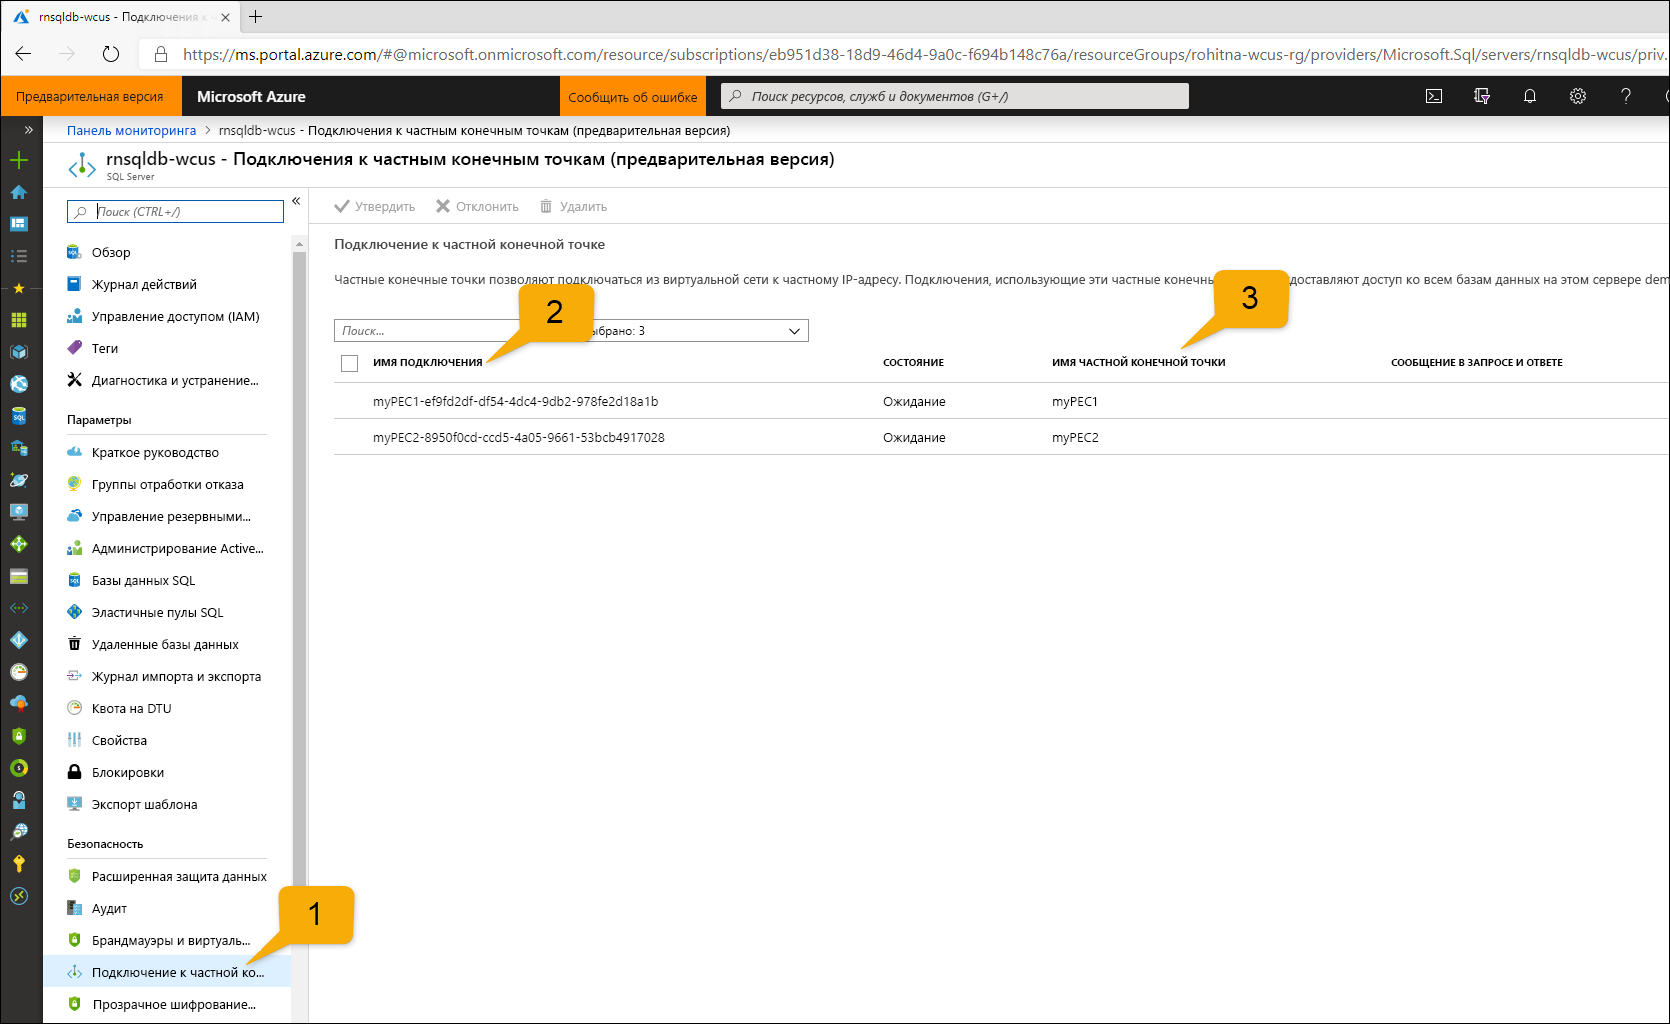 rnsqldb-wcus - Подключения к ч
https://ms.portal.azure.com/#@microsoft.onmicrosoft.com/resource/subscriptions/eb951d38-18d9-46d4-9a0c-f694b148c76a/resourceGroups/rohitna-wcus-rg/providers/Microsoft.Sql/servers/rnsqldb-wcus/priv.
Предварительная версия
Microsoft Azure
Сообщить об ошибке
Поиск ресурсов, служб и документов (G+/)
Панель мониторинга > rnsqldb-wcus - Подключения к частным конечным точкам (предварительная версия)
rnsqldb-wcus - Подключения к частным конечным точкам (предварительная версия)
SQL Server
Поиск (CTRL+/)
Обзор
Журнал действий
Управление доступом (IAM)
Теги
Диагностика и устранение...
Параметры
Краткое руководство
Группы отработки отказа
Управление резервными...
Администрирование Active...
Базы данных SQL
Эластичные пулы SQL
Удаленные базы данных
Журнал импорта и экспорта
Квота на DTU
Свойства
Блокировки
Экспорт шаблона
Безопасность
Расширенная защита данных
Аудит
Брандмауэры и виртуаль...
Подключение к частной ко...
Прозрачное шифрование...
1
Утвердить
Отклонить
Удалить
Подключение к частной конечной точке
Частные конечные точки позволяют подключаться из виртуальной сети к частному IP-адресу. Подключения, использующие эти частные конечны доставляют доступ ко всем базам данных на этом сервере dem
2
3
Поиск...
ыбрано: 3
ИМЯ ПОДКЛЮЧЕНИЯ СОСТОЯНИЕ ИМЯ ЧАСТНОЙ КОНЕЧНОЙ ТОЧКИ СООБЩЕНИЕ В ЗАПРОСЕ И ОТВЕТЕ
myPEC1-ef9fd2df-df54-4dc4-9db2-978fe2d18a1b Ожидание myPEC1
myPEC2-8950f0cd-ccd5-4a05-9661-53bcb4917028 Ожидание myPEC2